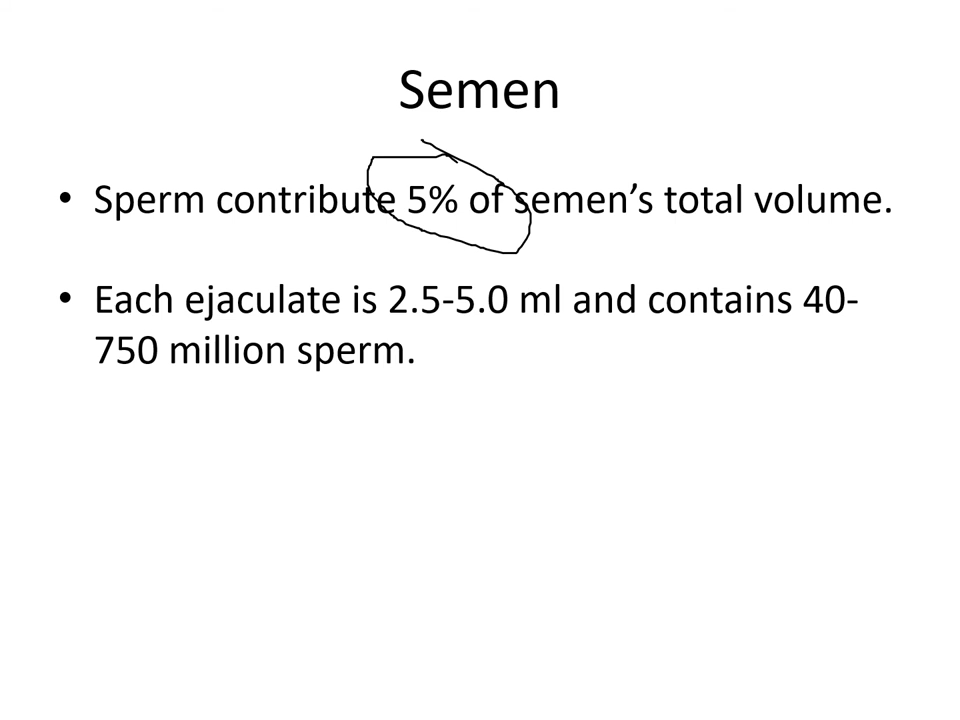 Semen
• Sperm contribute 5% of semen’s total volume.
• Each ejaculate is 2.5-5.0 ml and contains 40-
750 million sperm.